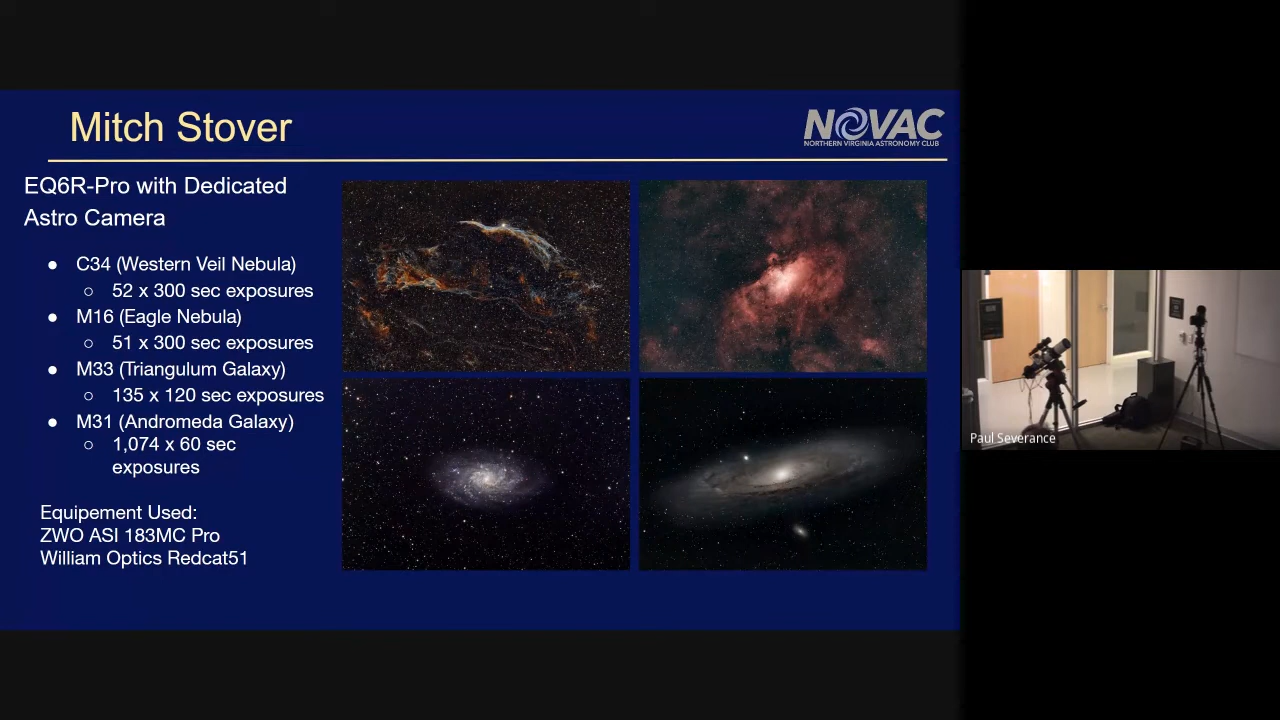 Mitch Stover
NOVAC
NORTHERN VIRGINIA ASTRONOMY CLUB
EQ6R-Pro with Dedicated
Astro Camera
● C34 (Western Veil Nebula)
○ 52 x 300 sec exposures
● M16 (Eagle Nebula)
○ 51 x 300 sec exposures
● M33 (Triangulum Galaxy)
○ 135 x 120 sec exposures
● M31 (Andromeda Galaxy)
○ 1,074 x 60 sec
exposures
Equipement Used:
ZWO ASI 183MC Pro
William Optics Redcat51
Paul Severance